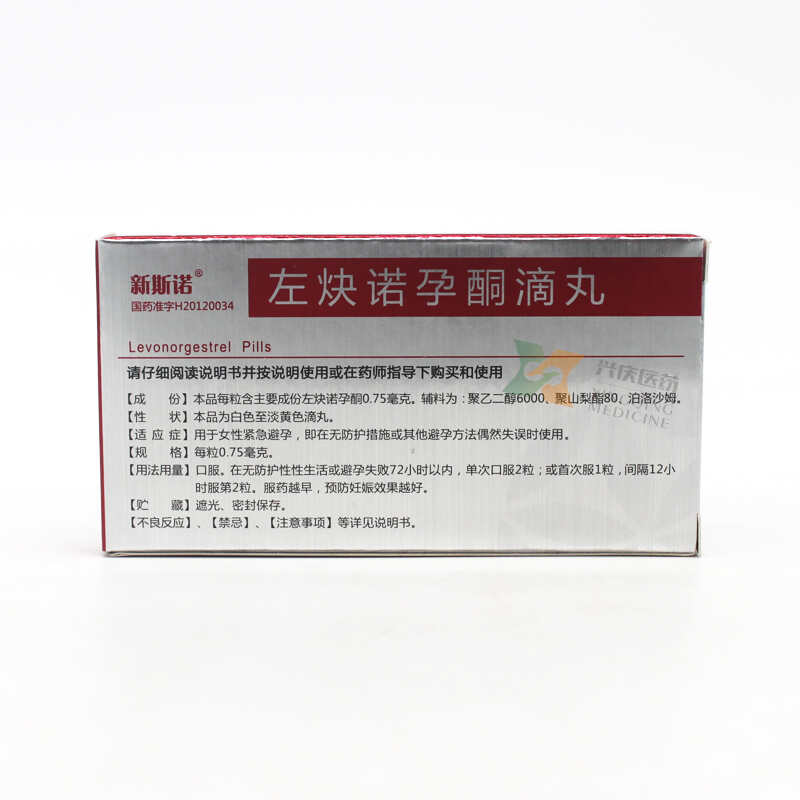 新斯诺®
国药准字H20120034
左炔诺孕酮滴丸
Levonorgestrel Pills
请仔细阅读说明书并按说明使用或在药师指导下购买和使用
兴庆医药
XINGQING
MEDICINE
【成 份】本品每粒含主要成份左炔诺孕酮0.75毫克。辅料为：聚乙二醇6000、聚山梨酯80、泊洛沙姆。
【性 状】本品为白色至淡黄色滴丸。
【适 应 症】用于女性紧急避孕，即在无防护措施或其他避孕方法偶然失误时使用。
【规 格】每粒0.75毫克。
【用法用量】口服。在无防护性性生活或避孕失败72小时以内，单次口服2粒；或首次服1粒，间隔12小
时服第2粒。服药越早，预防妊娠效果越好。
【贮 藏】遮光、密封保存。
【不良反应】、【禁忌】、【注意事项】等详见说明书。